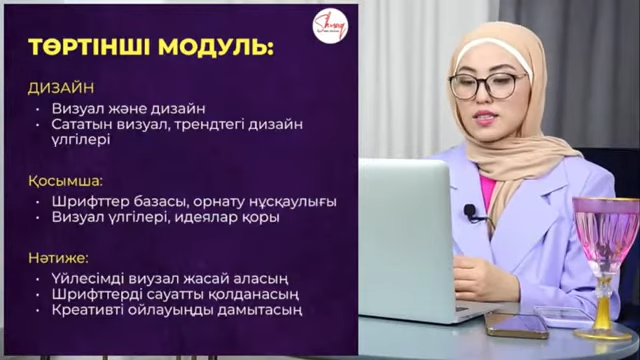 ТӨРТІНШІ МОДУЛЬ:
ДИЗАЙН
• Визуал және дизайн
• Сататын визуал, трендтегі дизайн
үлгілері
Қосымша:
• Шрифттер базасы, орнату нұсқаулығы
• Визуал үлгілері, идеялар қоры
Нәтиже:
• Үйлесімді виузал жасай аласың
• Шрифттерді сауатты қолданасың
• Креативті ойлауыңды дамытасың